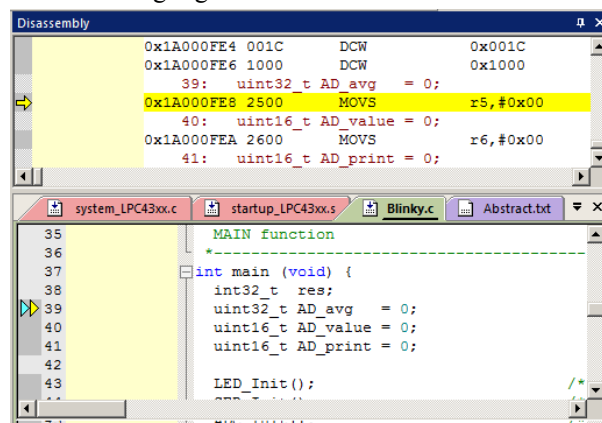 Disassembly
0x1A000FE4 001C DCW 0x001C
0x1A000FE6 1000 DCW 0x1000
39: uint32_t AD_avg = 0;
0x1A000FE8 2500 MOVS r5,#0x00
40: uint16_t AD_value = 0;
0x1A000FEA 2600 MOVS r6,#0x00
41: uint16_t AD_print = 0;
system_LPC43xx.c startup_LPC43xx.s Blinky.c Abstract.txt
35 MAIN function
36 *----------------------------------------
37 int main (void) {
38 int32_t res;
39 uint32_t AD_avg = 0;
40 uint16_t AD_value = 0;
41 uint16_t AD_print = 0;
42
43 LED_Init(); /*